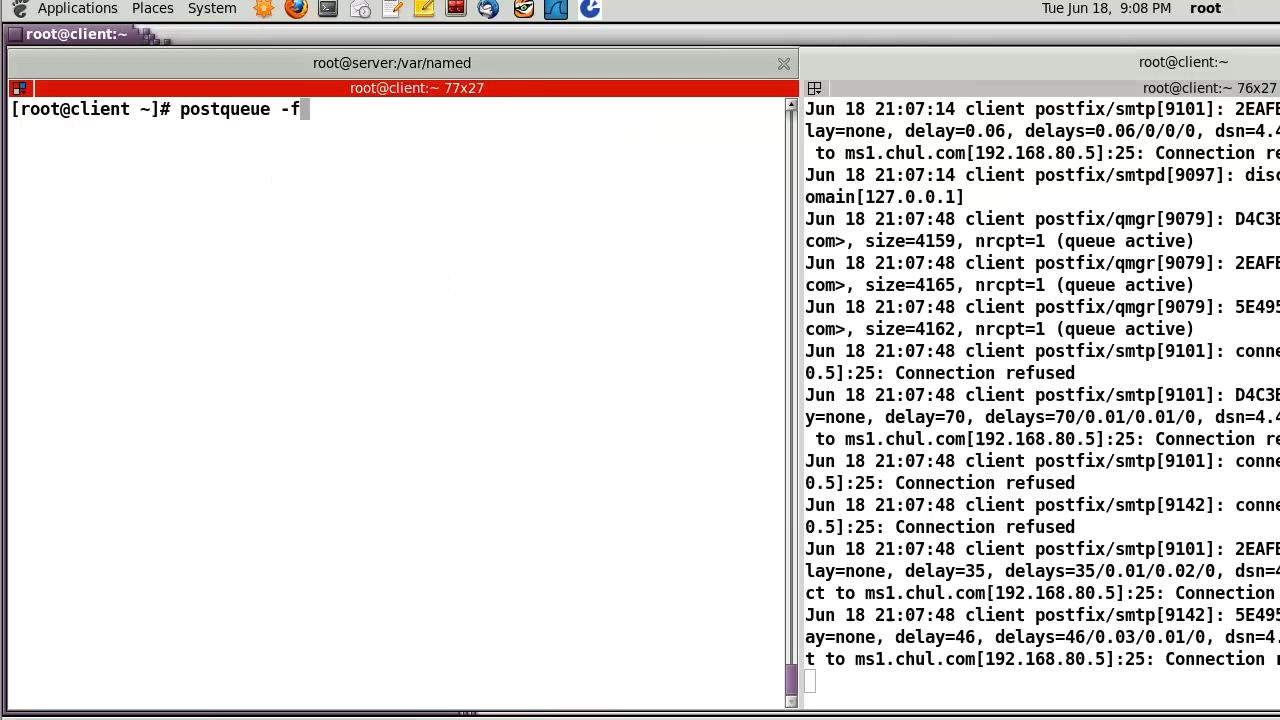 Applications Places System Tue Jun 18, 9:08 PM root
root@client:~
root@server:/var/named
root@client:~
root@client:~ 77x27
root@client:~ 76x27
[root@client ~]# postqueue -f
Jun 18 21:07:14 client postfix/smtp[9101]: 2EAFE
lay=none, delay=0.06, delays=0.06/0/0/0, dsn=4.4
 to ms1.chul.com[192.168.80.5]:25: Connection re
Jun 18 21:07:14 client postfix/smtpd[9097]: disc
omain[127.0.0.1]
Jun 18 21:07:48 client postfix/qmgr[9079]: D4C3E
com>, size=4159, nrcpt=1 (queue active)
Jun 18 21:07:48 client postfix/qmgr[9079]: 2EAFE
com>, size=4165, nrcpt=1 (queue active)
Jun 18 21:07:48 client postfix/qmgr[9079]: 5E495
com>, size=4162, nrcpt=1 (queue active)
Jun 18 21:07:48 client postfix/smtp[9101]: conne
0.5]:25: Connection refused
Jun 18 21:07:48 client postfix/smtp[9101]: D4C3E
y=none, delay=70, delays=70/0.01/0.01/0, dsn=4.4
 to ms1.chul.com[192.168.80.5]:25: Connection re
Jun 18 21:07:48 client postfix/smtp[9101]: conne
0.5]:25: Connection refused
Jun 18 21:07:48 client postfix/smtp[9142]: conne
0.5]:25: Connection refused
Jun 18 21:07:48 client postfix/smtp[9101]: 2EAFE
lay=none, delay=35, delays=35/0.01/0.02/0, dsn=4
ct to ms1.chul.com[192.168.80.5]:25: Connection
Jun 18 21:07:48 client postfix/smtp[9142]: 5E495
ay=none, delay=46, delays=46/0.03/0.01/0, dsn=4.
t to ms1.chul.com[192.168.80.5]:25: Connection r